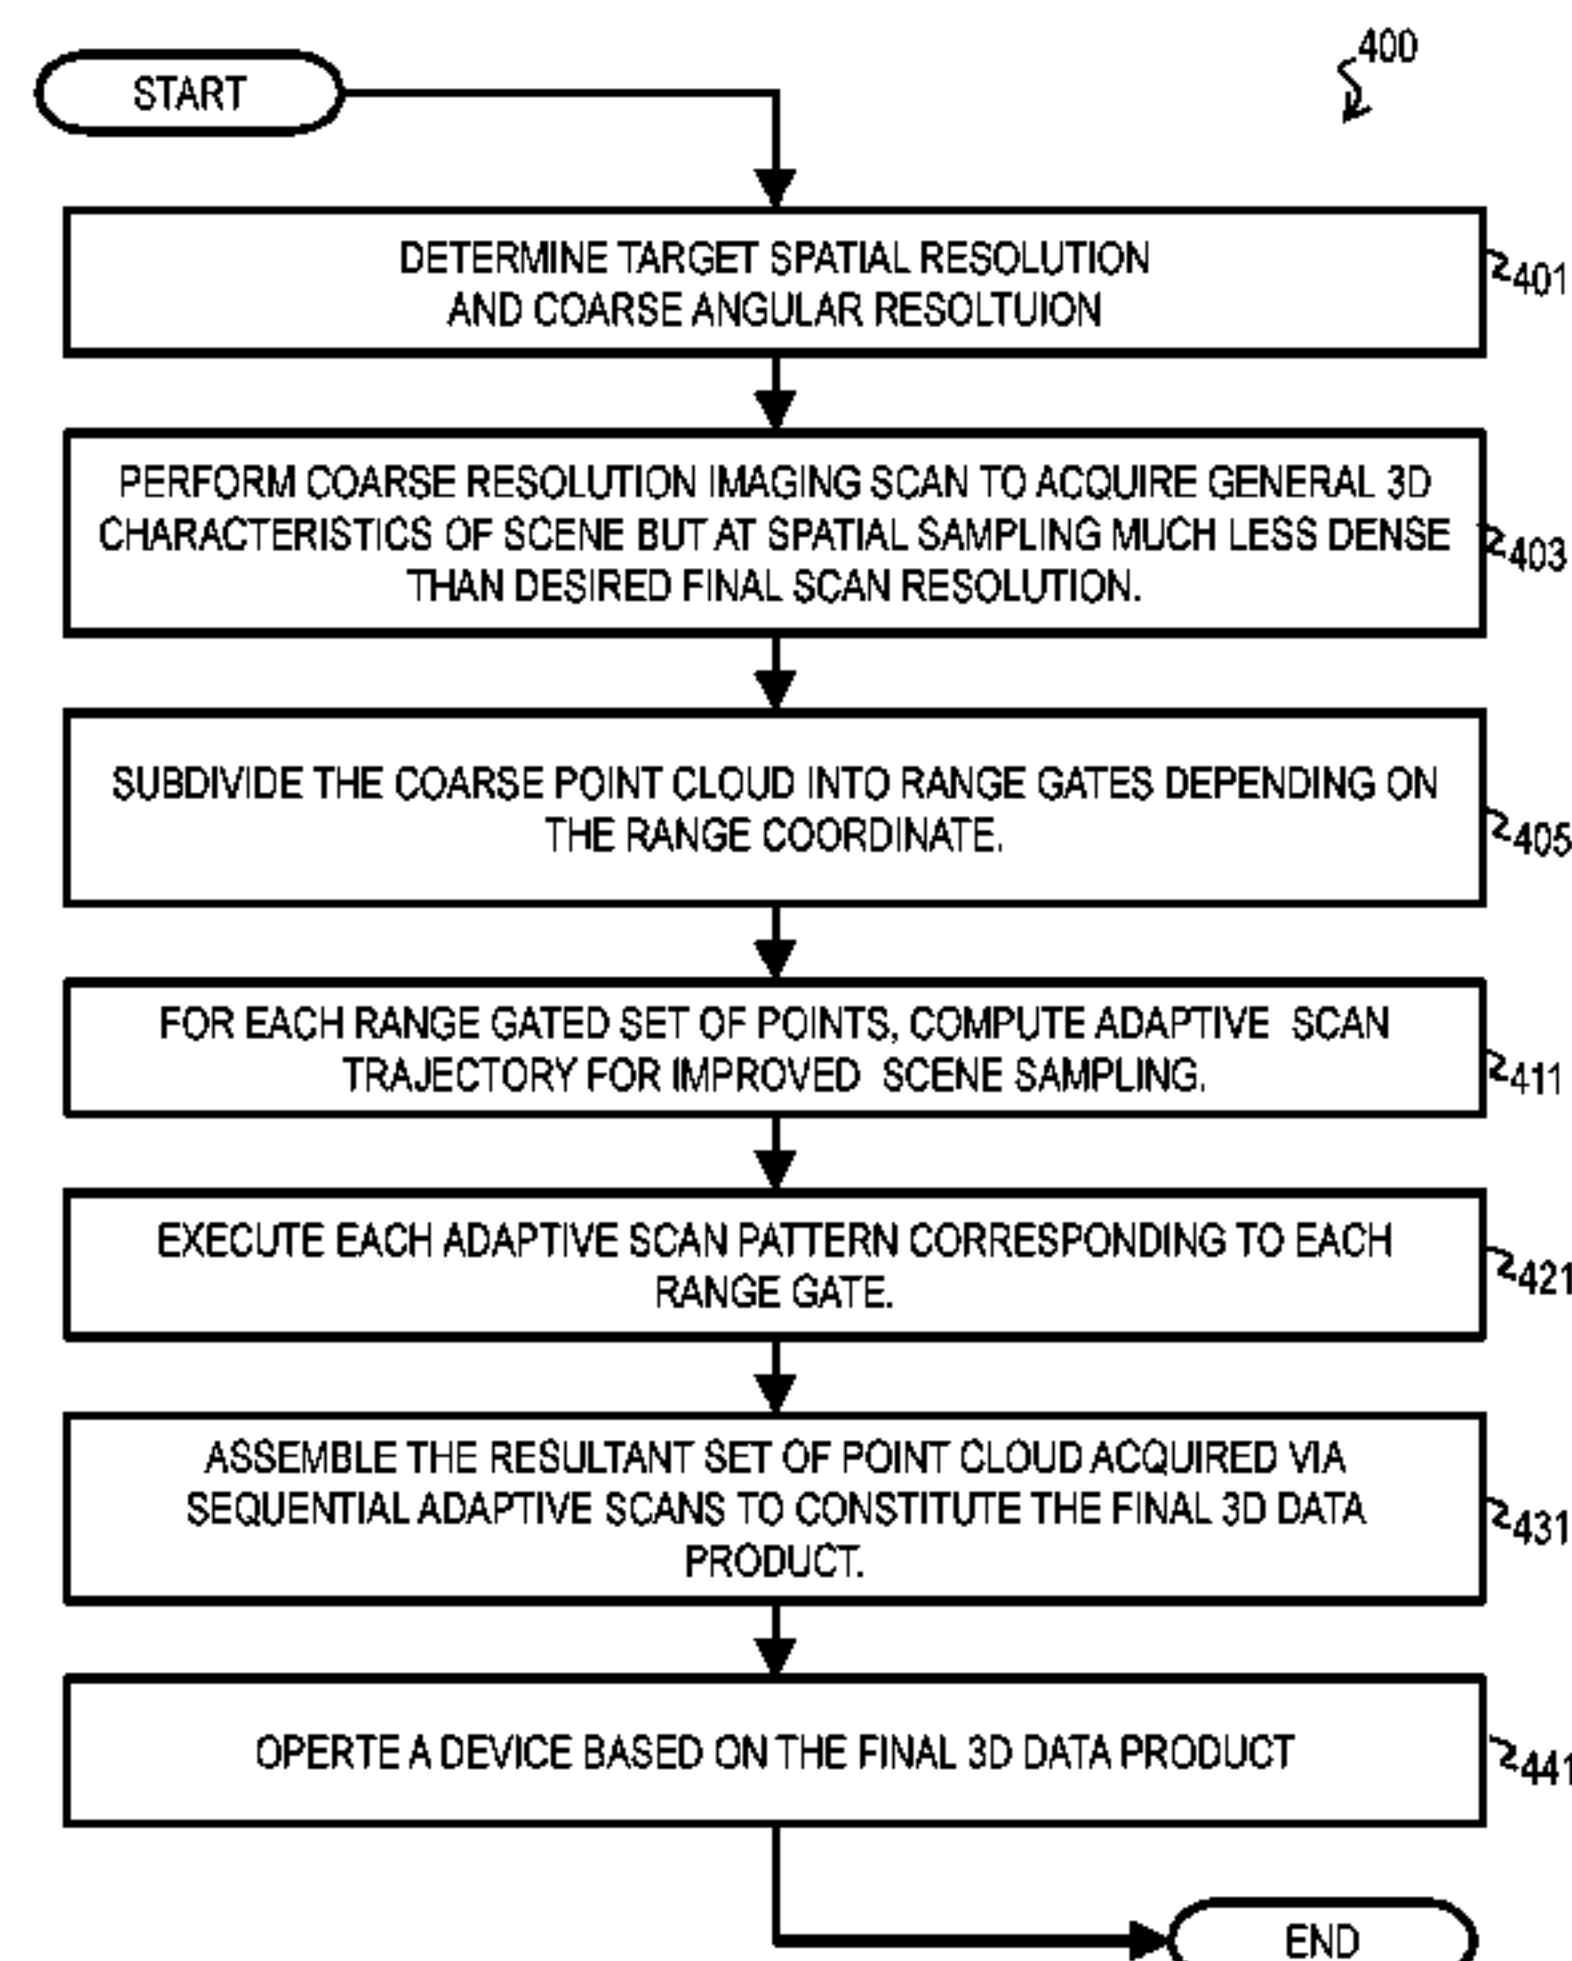 400
START
DETERMINE TARGET SPATIAL RESOLUTION
AND COARSE ANGULAR RESOLTUION
401
PERFORM COARSE RESOLUTION IMAGING SCAN TO ACQUIRE GENERAL 3D
CHARACTERISTICS OF SCENE BUT AT SPATIAL SAMPLING MUCH LESS DENSE
THAN DESIRED FINAL SCAN RESOLUTION.
403
SUBDIVIDE THE COARSE POINT CLOUD INTO RANGE GATES DEPENDING ON
THE RANGE COORDINATE.
405
FOR EACH RANGE GATED SET OF POINTS, COMPUTE ADAPTIVE SCAN
TRAJECTORY FOR IMPROVED SCENE SAMPLING.
411
EXECUTE EACH ADAPTIVE SCAN PATTERN CORRESPONDING TO EACH
RANGE GATE.
421
ASSEMBLE THE RESULTANT SET OF POINT CLOUD ACQUIRED VIA
SEQUENTIAL ADAPTIVE SCANS TO CONSTITUTE THE FINAL 3D DATA
PRODUCT.
431
OPERTE A DEVICE BASED ON THE FINAL 3D DATA PRODUCT
441
END